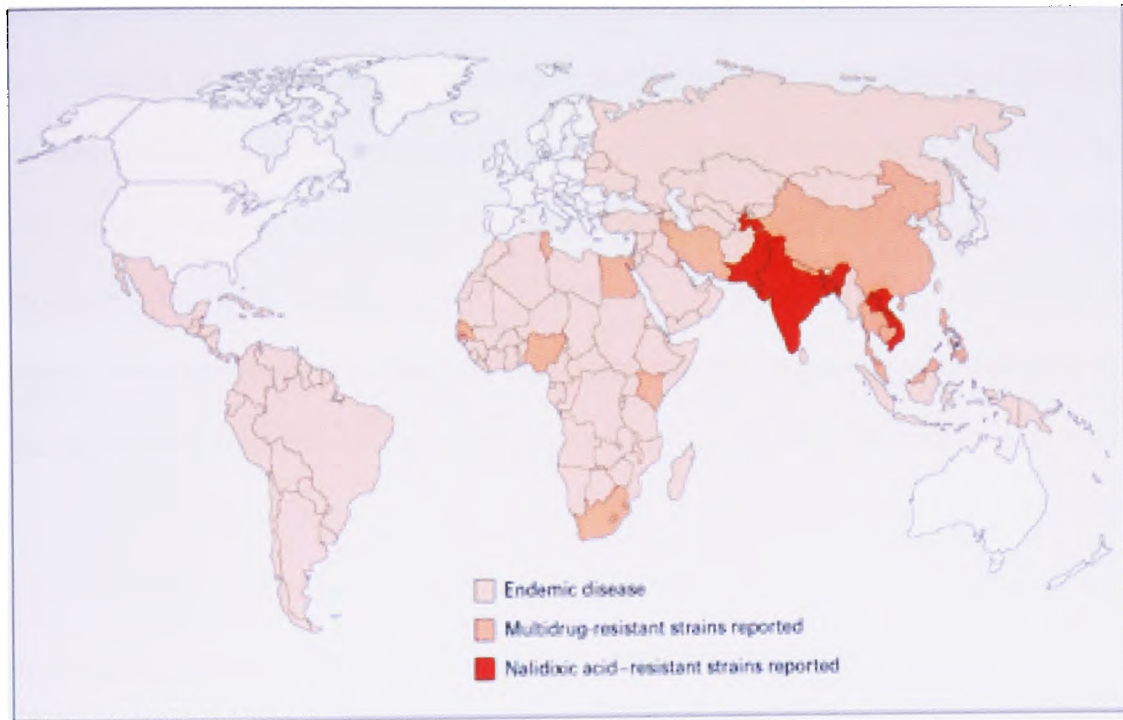 Endemic disease
Multidrug-resistant strains reported
Nalidixic acid–resistant strains reported